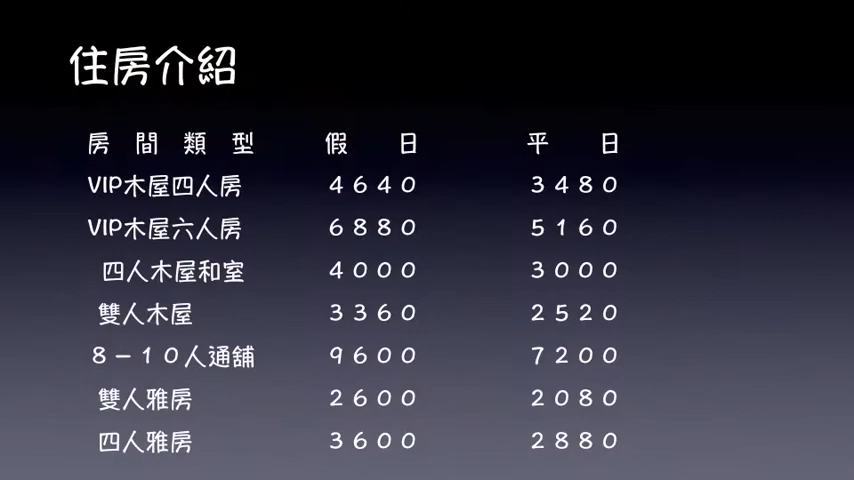 住房介紹
房間類型 假日 平日
VIP木屋四人房 4640 3480
VIP木屋六人房 6880 5160
四人木屋和室 4000 3000
雙人木屋 3360 2520
8-10人通舖 9600 7200
雙人雅房 2600 2080
四人雅房 3600 2880